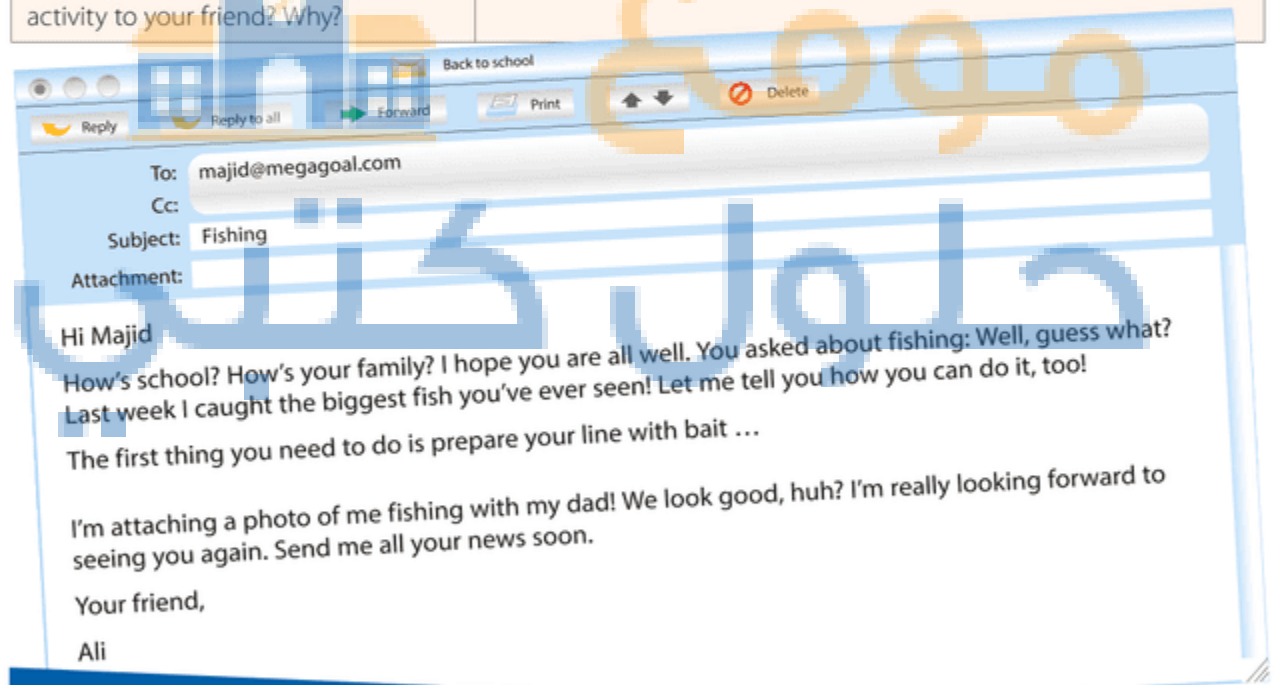 activity to your friend? Why?
Back to school
Reply
Reply to all
Forward
Print
Delete
To: majid@megagoal.com
Cc:
Subject: Fishing
Attachment:
Hi Majid
How's school? How's your family? I hope you are all well. You asked about fishing: Well, guess what?
Last week I caught the biggest fish you've ever seen! Let me tell you how you can do it, too!
The first thing you need to do is prepare your line with bait …
I'm attaching a photo of me fishing with my dad! We look good, huh? I'm really looking forward to
seeing you again. Send me all your news soon.
Your friend,
Ali
موقع
حلول كتبي